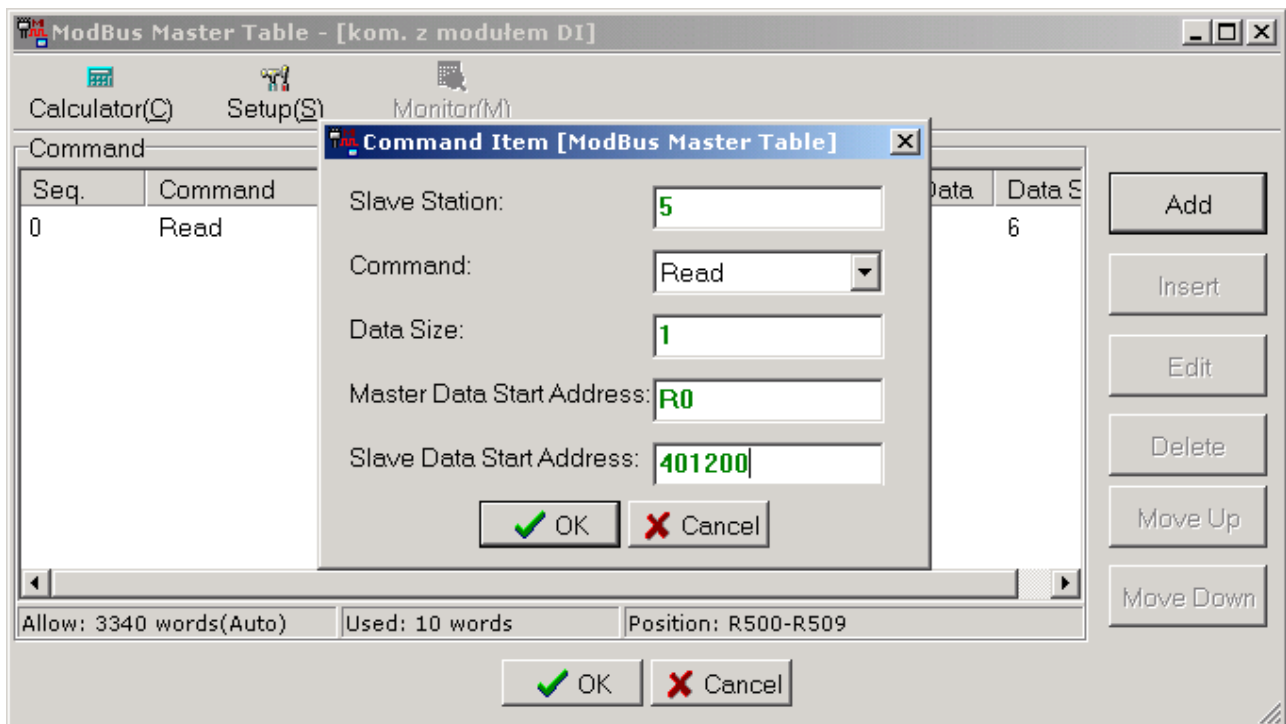 ModBus Master Table - [kom. z modułem DI]
Calculator(C) Setup(S) Monitor(M)
Command
Seq. Command Data Data S
0 Read 6
Command Item [ModBus Master Table]
Slave Station: 5
Command: Read
Data Size: 1
Master Data Start Address: R0
Slave Data Start Address: 401200
OK Cancel
Add
Insert
Edit
Delete
Move Up
Move Down
Allow: 3340 words(Auto) Used: 10 words Position: R500-R509
OK Cancel